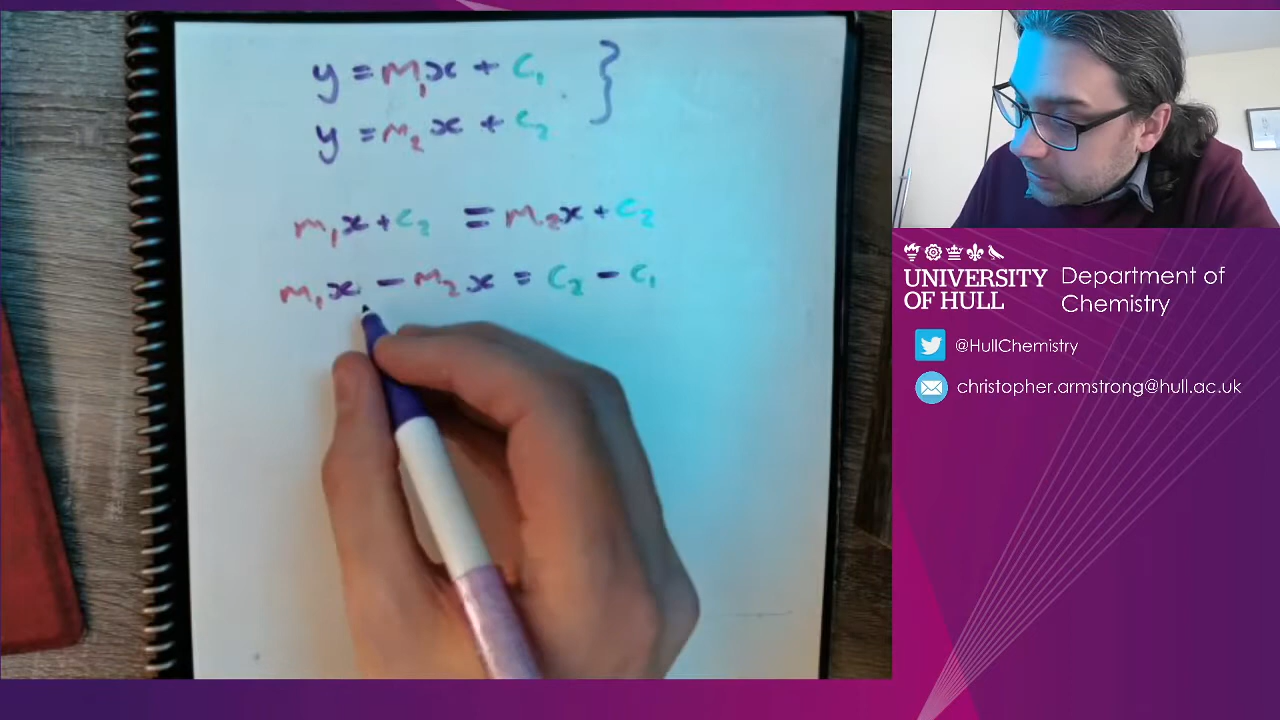 y = m₁x + c₁ }
y = m₂x + c₂
m₁x + c₂ = m₂x + c₂
m₁x - m₂x = c₂ - c₁
UNIVERSITY
OF HULL
Department of
Chemistry
@HullChemistry
christopher.armstrong@hull.ac.uk